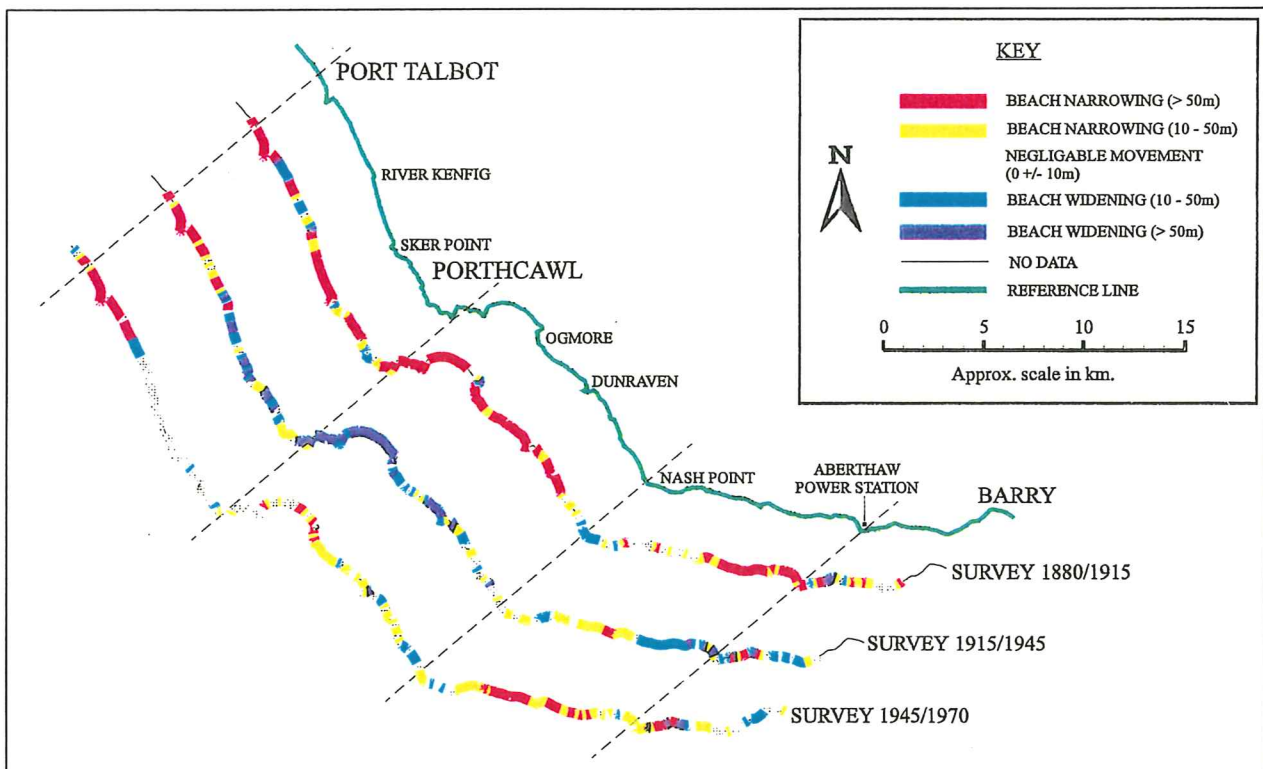 PORT TALBOT
RIVER KENFIG
SKER POINT
PORTHCAWL
OGMORE
DUNRAVEN
NASH POINT
ABERTHAW
POWER STATION
BARRY
SURVEY 1880/1915
SURVEY 1915/1945
SURVEY 1945/1970
KEY
BEACH NARROWING (> 50m)
BEACH NARROWING (10 - 50m)
NEGLIGABLE MOVEMENT
(0 +/- 10m)
BEACH WIDENING (10 - 50m)
BEACH WIDENING (> 50m)
NO DATA
REFERENCE LINE
N
0 5 10 15
Approx. scale in km.